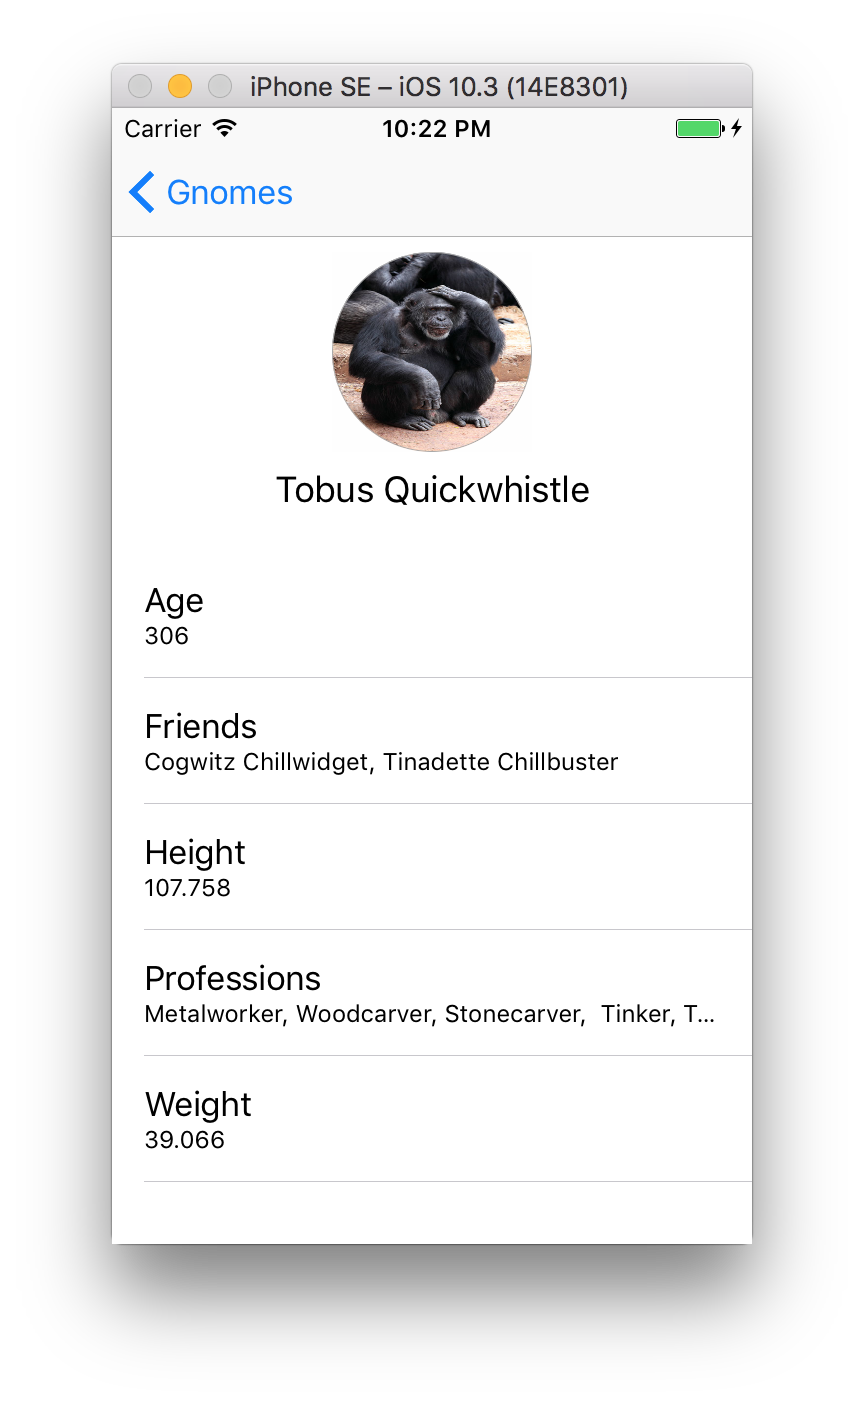 iPhone SE – iOS 10.3 (14E8301)
Carrier 10:22 PM
Gnomes
Tobus Quickwhistle
Age
306
Friends
Cogwitz Chillwidget, Tinadette Chillbuster
Height
107.758
Professions
Metalworker, Woodcarver, Stonecarver,  Tinker, T...
Weight
39.066